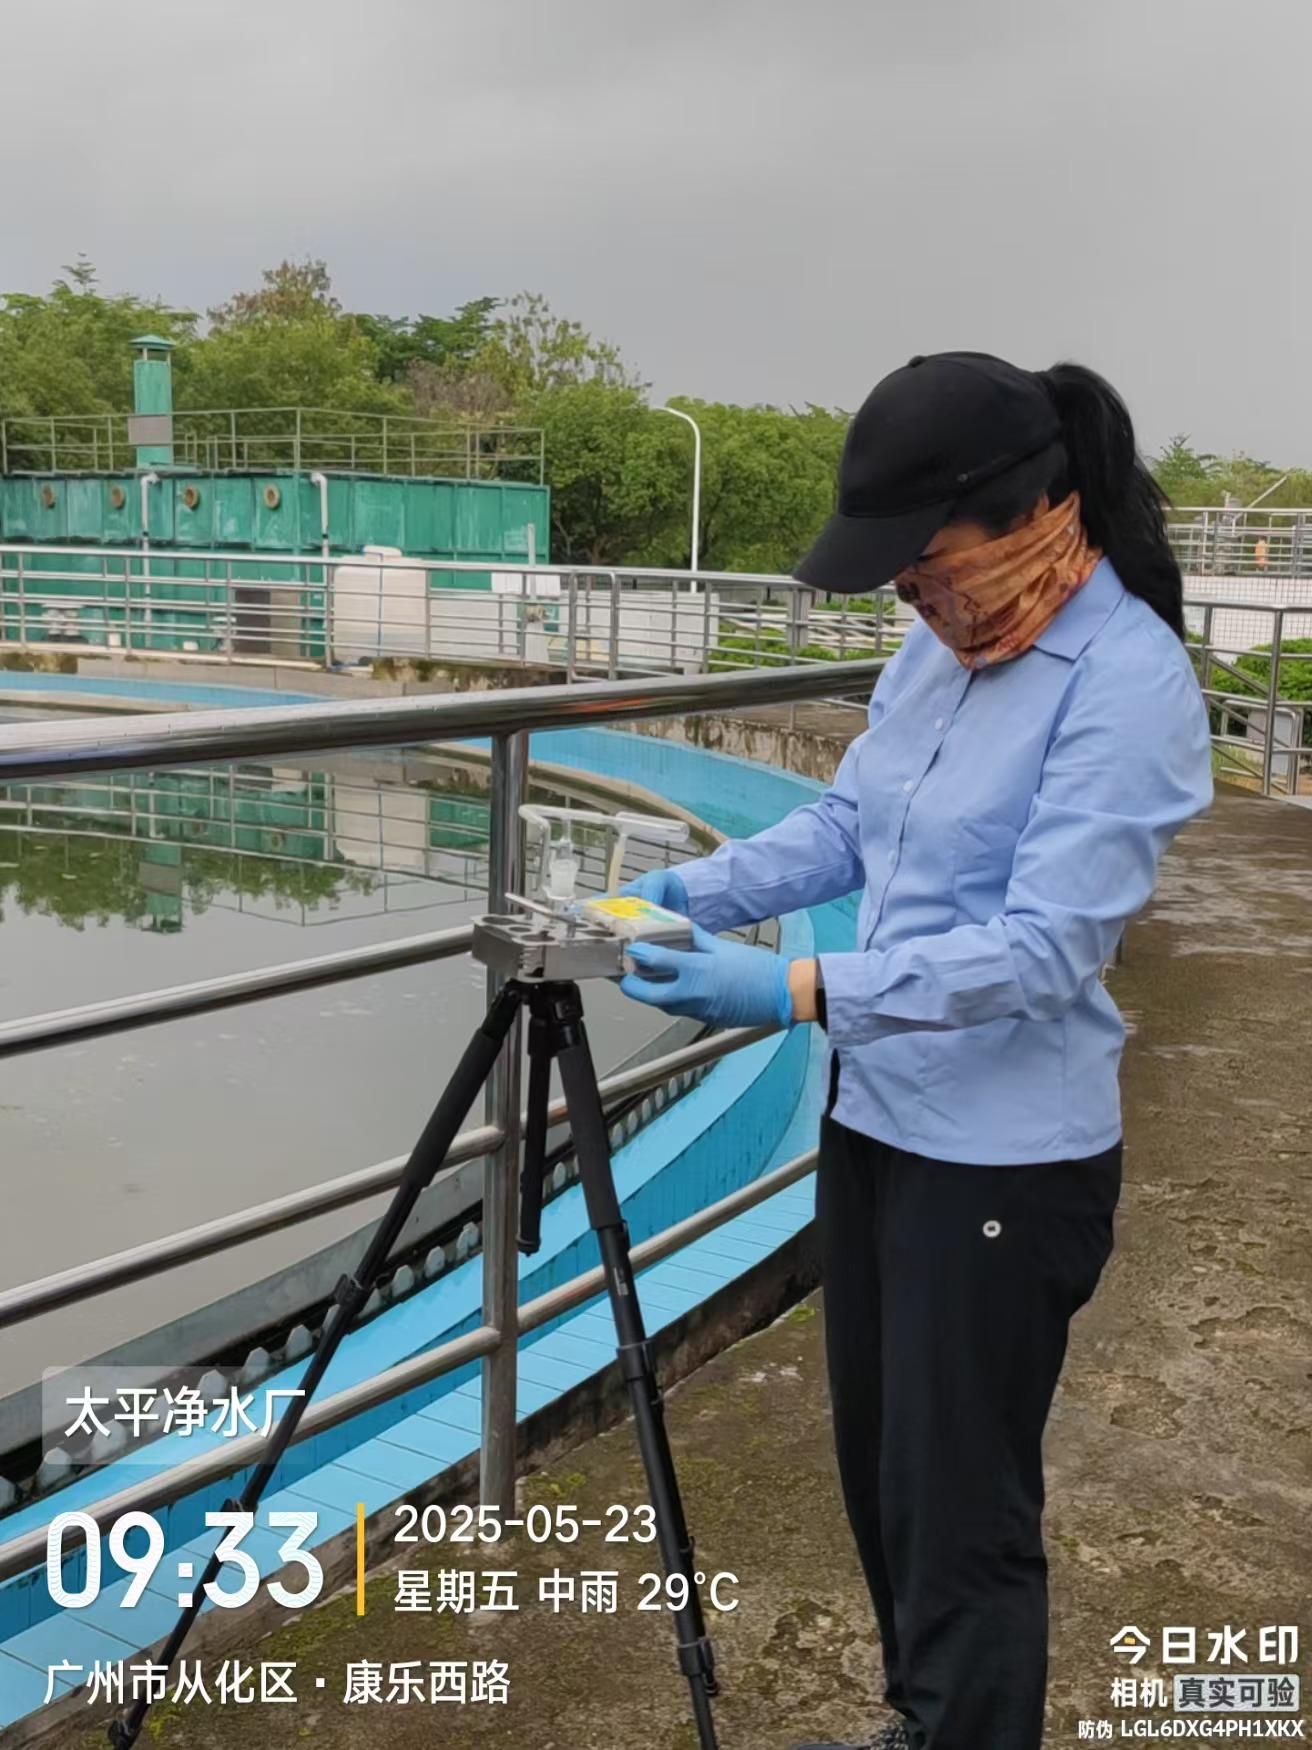 太平净水厂
09:33
2025-05-23
星期五 中雨 29°C
广州市从化区·康乐西路
今日水印
相机 真实可验
防伪 LGL6DXG4PH1XKX